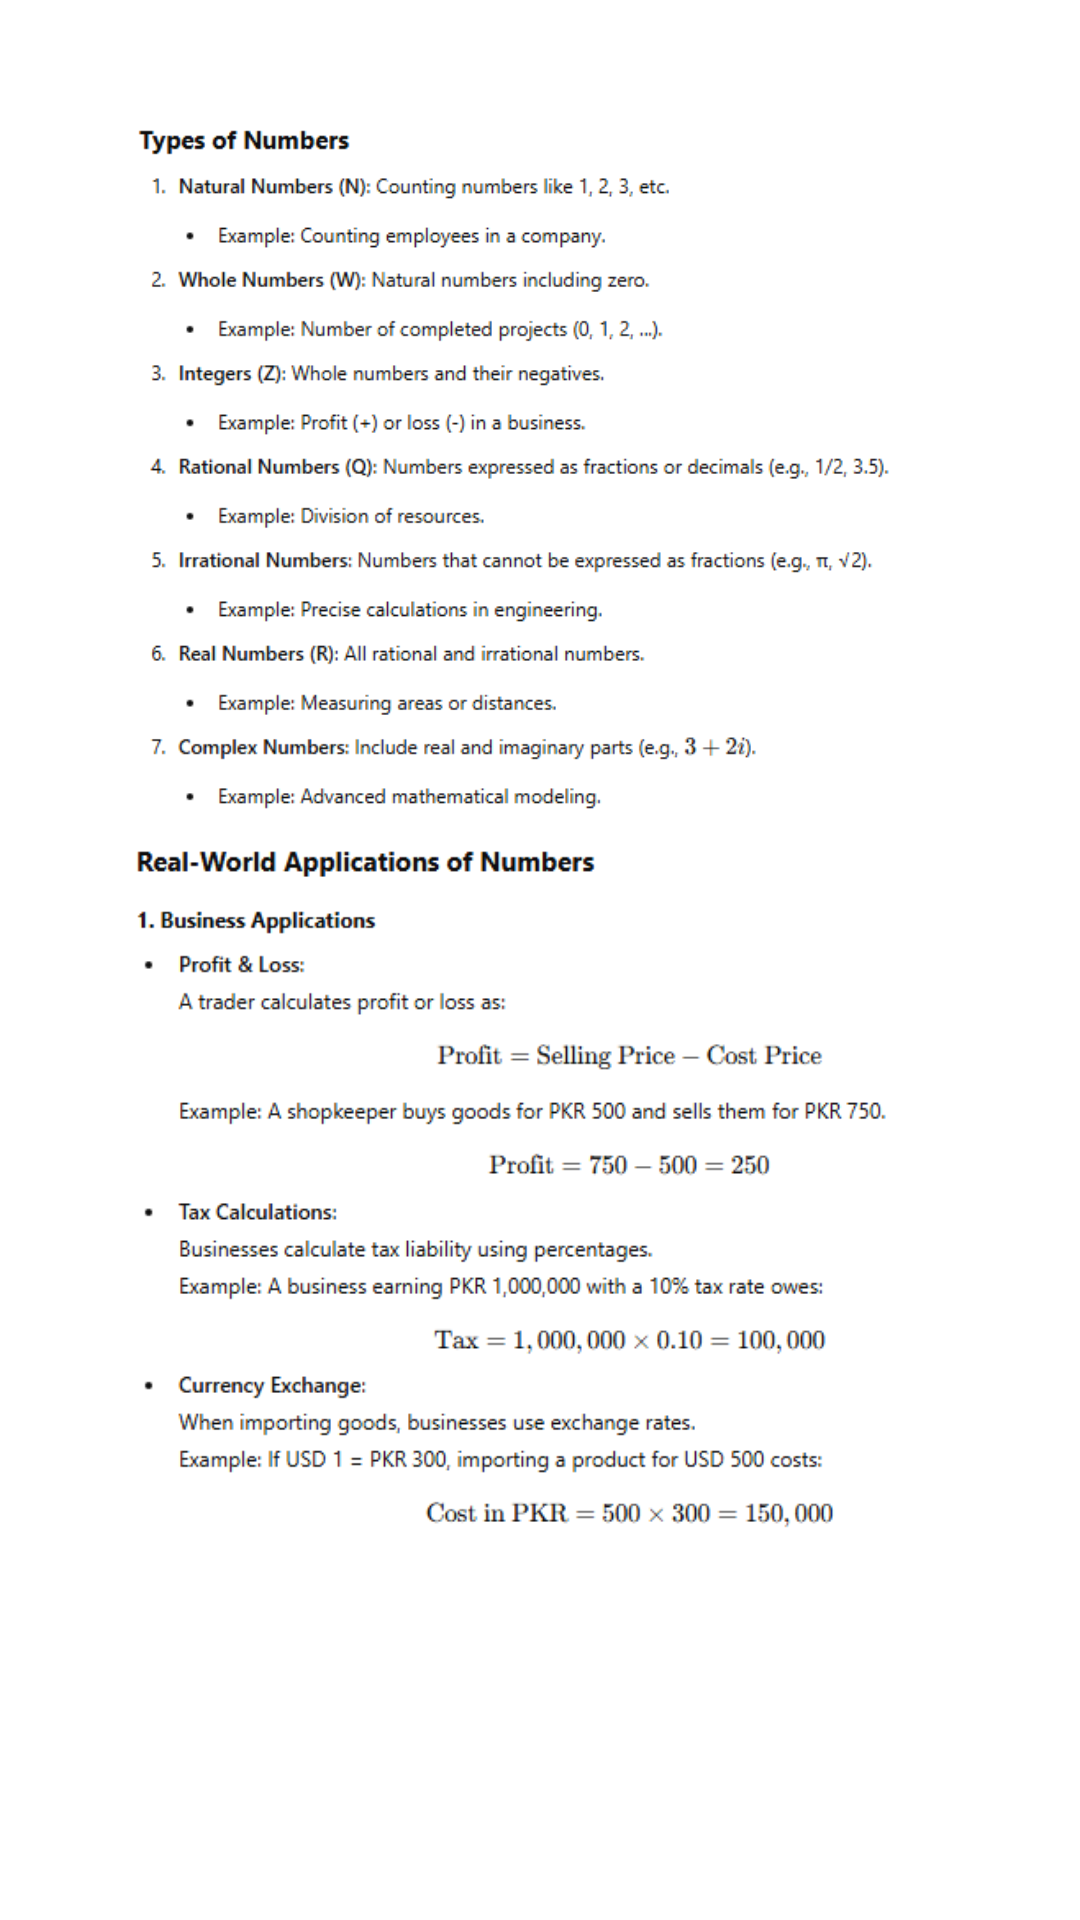 Types of Numbers
1. Natural Numbers (N): Counting numbers like 1, 2, 3, etc.
• Example: Counting employees in a company.
2. Whole Numbers (W): Natural numbers including zero.
• Example: Number of completed projects (0, 1, 2, ...).
3. Integers (Z): Whole numbers and their negatives.
• Example: Profit (+) or loss (-) in a business.
4. Rational Numbers (Q): Numbers expressed as fractions or decimals (e.g., 1/2, 3.5).
• Example: Division of resources.
5. Irrational Numbers: Numbers that cannot be expressed as fractions (e.g., π, √2).
• Example: Precise calculations in engineering.
6. Real Numbers (R): All rational and irrational numbers.
• Example: Measuring areas or distances.
7. Complex Numbers: Include real and imaginary parts (e.g., 3 + 2i).
• Example: Advanced mathematical modeling.
Real-World Applications of Numbers
1. Business Applications
• Profit & Loss:
A trader calculates profit or loss as:
Profit = Selling Price − Cost Price
Example: A shopkeeper buys goods for PKR 500 and sells them for PKR 750.
Profit = 750 − 500 = 250
• Tax Calculations:
Businesses calculate tax liability using percentages.
Example: A business earning PKR 1,000,000 with a 10% tax rate owes:
Tax = 1, 000, 000 × 0.10 = 100, 000
• Currency Exchange:
When importing goods, businesses use exchange rates.
Example: If USD 1 = PKR 300, importing a product for USD 500 costs:
Cost in PKR = 500 × 300 = 150, 000